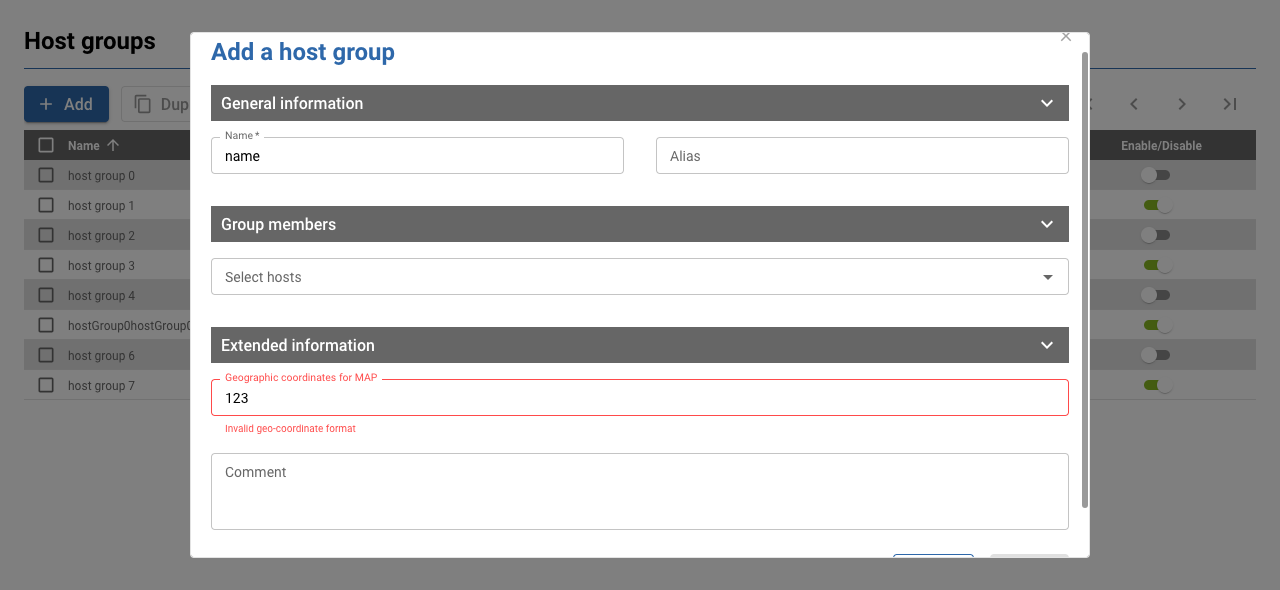 Host groups
Add a host group
Add
General information
Name
Enable/Disable
Name *
name
Alias
host group 0
host group 1
Group members
host group 2
host group 3
Select hosts
host group 4
hostGroup0hostGroup0
Extended information
host group 6
Geographic coordinates for MAP
host group 7
123
Invalid geo-coordinate format
Comment